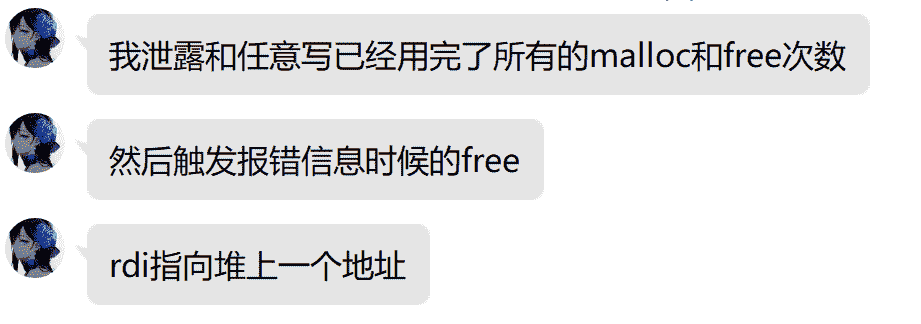 我泄露和任意写已经用完了所有的malloc和free次数
然后触发报错信息时候的free
rdi指向堆上一个地址